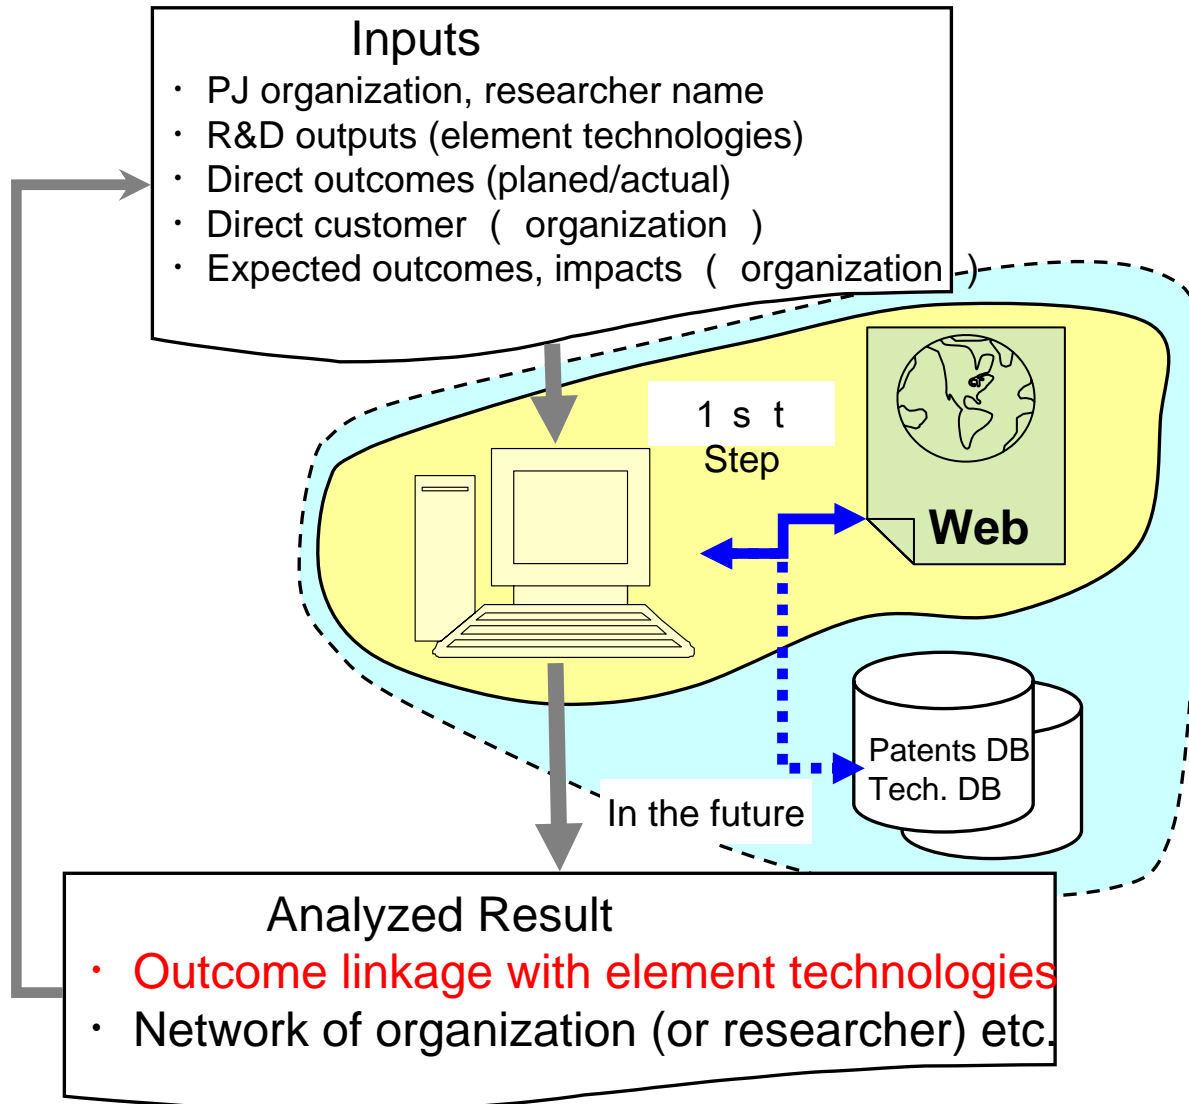 Inputs
・ PJ organization, researcher name
・ R&D outputs (element technologies)
・ Direct outcomes (planed/actual)
・ Direct customer ( organization )
・ Expected outcomes, impacts ( organization )
1 s t
Step
Web
Patents DB
Tech. DB
In the future
Analyzed Result
・ Outcome linkage with element technologies
・ Network of organization (or researcher) etc.